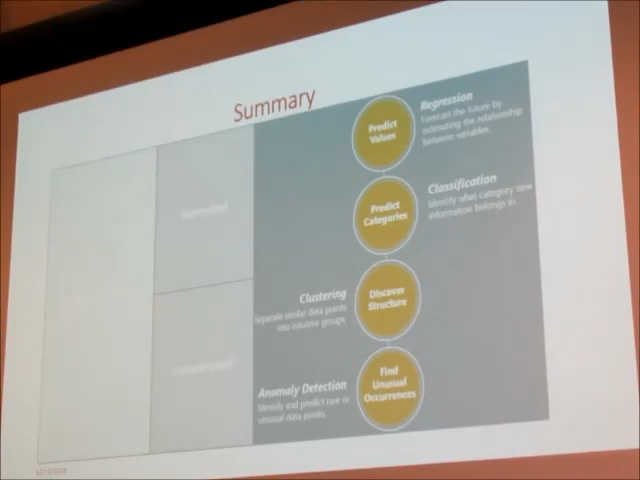 Summary
Supervised
Predict
Values
Regression
Forecast the future by
estimating the relationship
between variables.
Predict
Categories
Classification
Identify what category new
information belongs in.
Clustering
Separate similar data points
into intuitive groups.
Discover
Structure
Anomaly Detection
Identify and predict rare or
unusual data points.
Find
Unusual
Occurrences